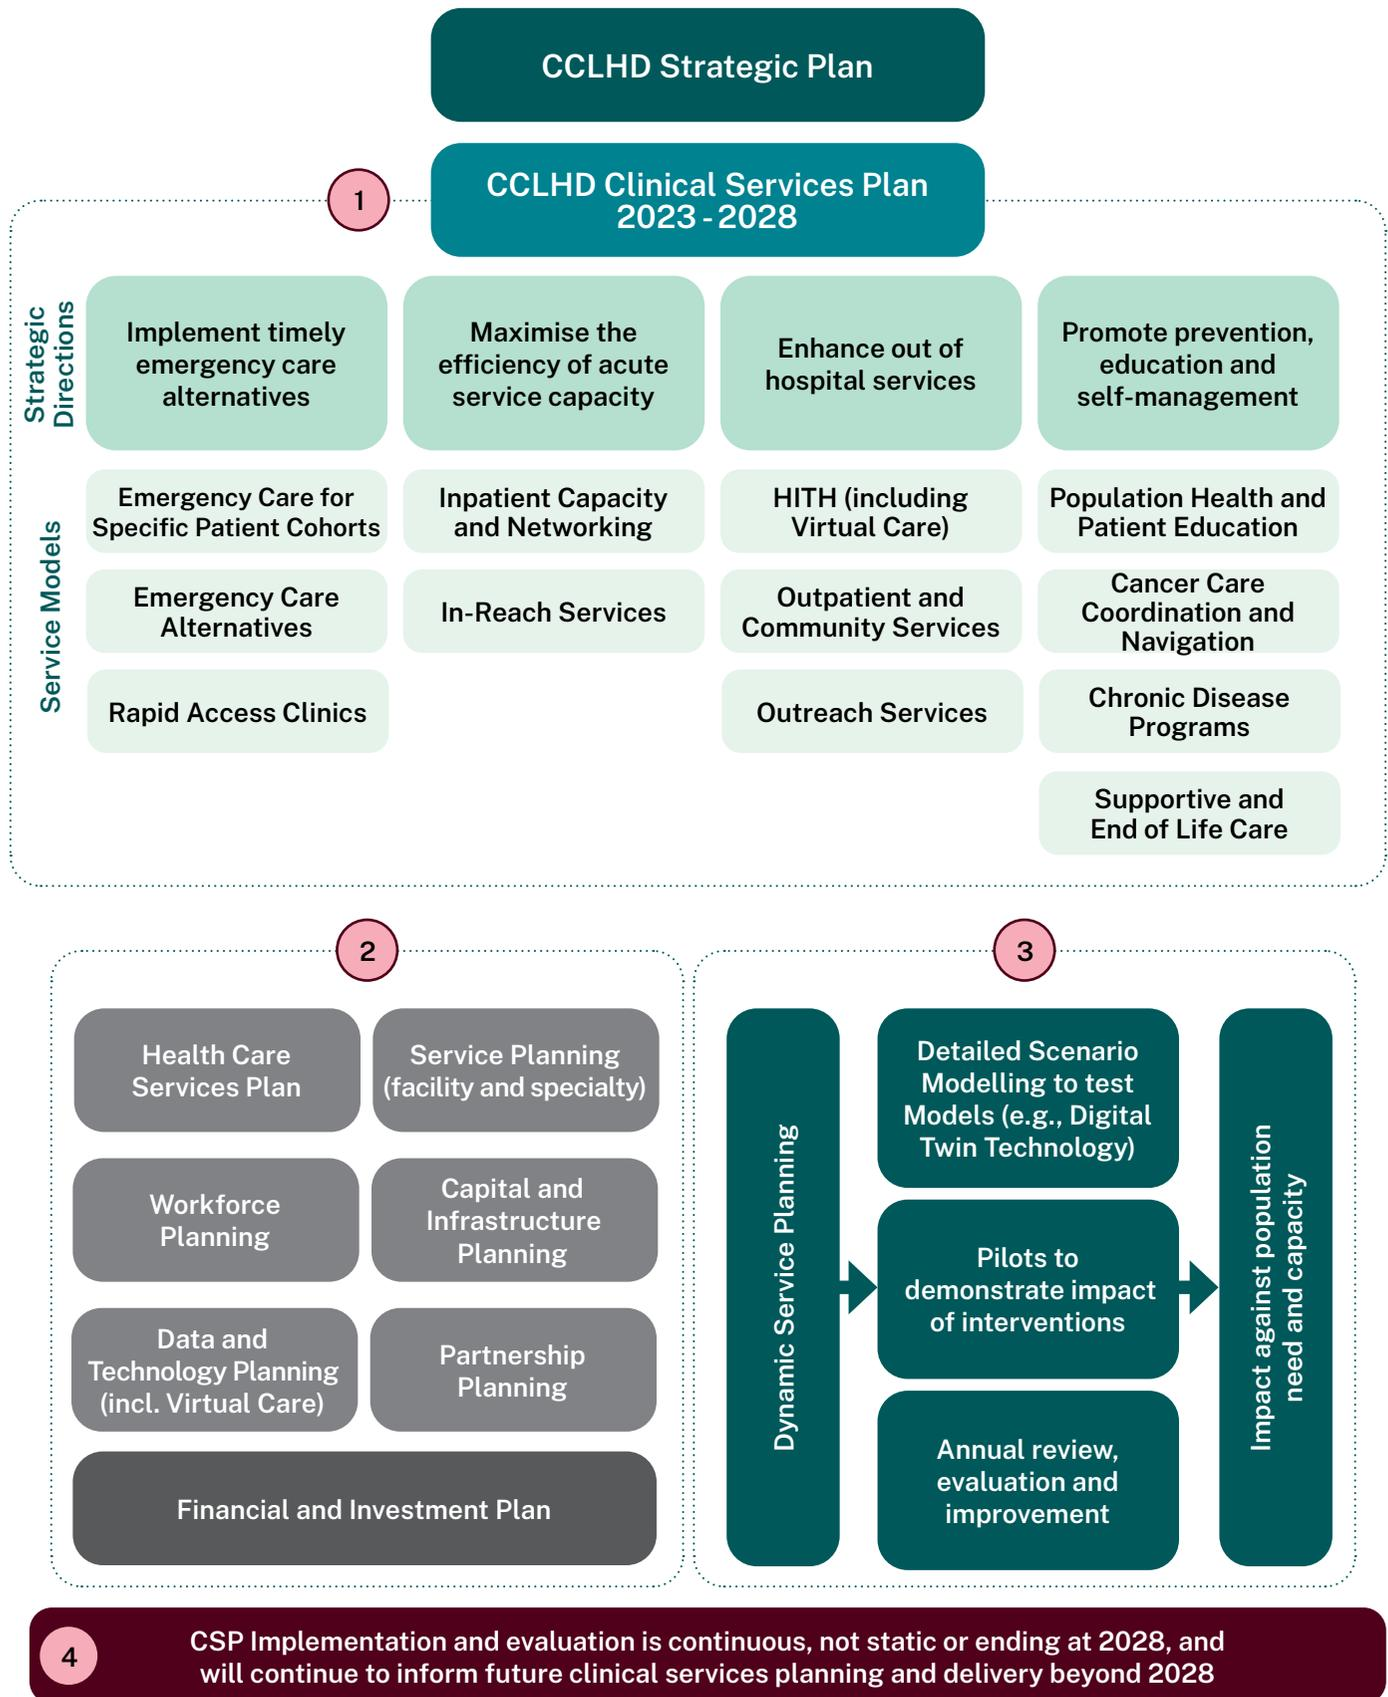 CCLHD Strategic Plan
1
CCLHD Clinical Services Plan
2023 - 2028
Strategic
Directions
Implement timely
emergency care
alternatives
Maximise the
efficiency of acute
service capacity
Enhance out of
hospital services
Promote prevention,
education and
self-management
Service Models
Emergency Care for
Specific Patient Cohorts
Inpatient Capacity
and Networking
HITH (including
Virtual Care)
Population Health and
Patient Education
Emergency Care
Alternatives
In-Reach Services
Outpatient and
Community Services
Cancer Care
Coordination and
Navigation
Rapid Access Clinics
Outreach Services
Chronic Disease
Programs
Supportive and
End of Life Care
2
Health Care
Services Plan
Service Planning
(facility and specialty)
Workforce
Planning
Capital and
Infrastructure
Planning
Data and
Technology Planning
(incl. Virtual Care)
Partnership
Planning
Financial and Investment Plan
3
Dynamic Service Planning
Detailed Scenario
Modelling to test
Models (e.g., Digital
Twin Technology)
Pilots to
demonstrate impact
of interventions
Annual review,
evaluation and
improvement
Impact against population
need and capacity
4
CSP Implementation and evaluation is continuous, not static or ending at 2028, and
will continue to inform future clinical services planning and delivery beyond 2028